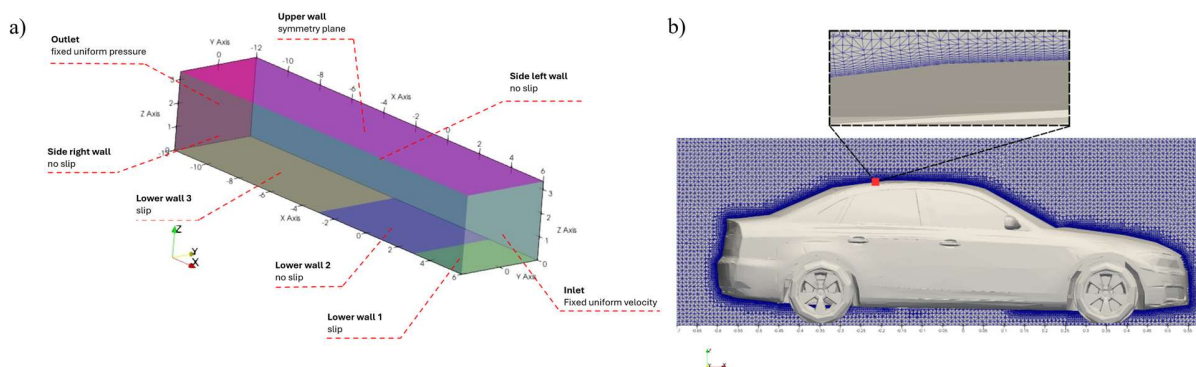 a)
Outlet
fixed uniform pressure
Upper wall
symmetry plane
Side left wall
no slip
Side right wall
no slip
Lower wall 3
slip
Lower wall 2
no slip
Lower wall 1
slip
Inlet
Fixed uniform velocity
Y Axis
0
-12
-10
-8
-6
-4
X Axis
-2
0
2
4
6
3
2
Z Axis
1
-10
-8
-6
-4
X Axis
-2
0
2
4
6
3
2
Z Axis
1
0
Y Axis
0
Z
Y
X
b)